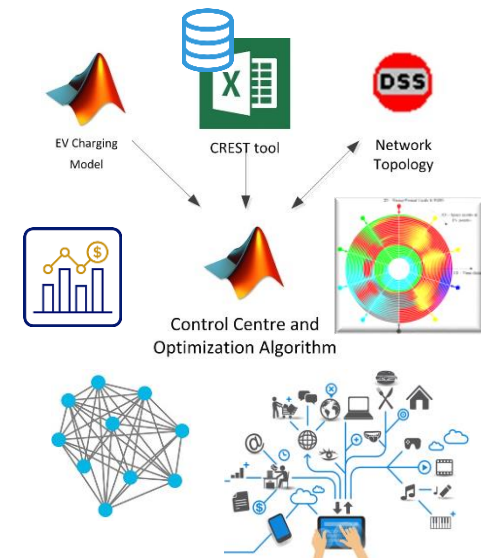 X
DSS
EV Charging
Model
CREST tool
Network
Topology
$
Control Centre and
Optimization Algorithm
@
$